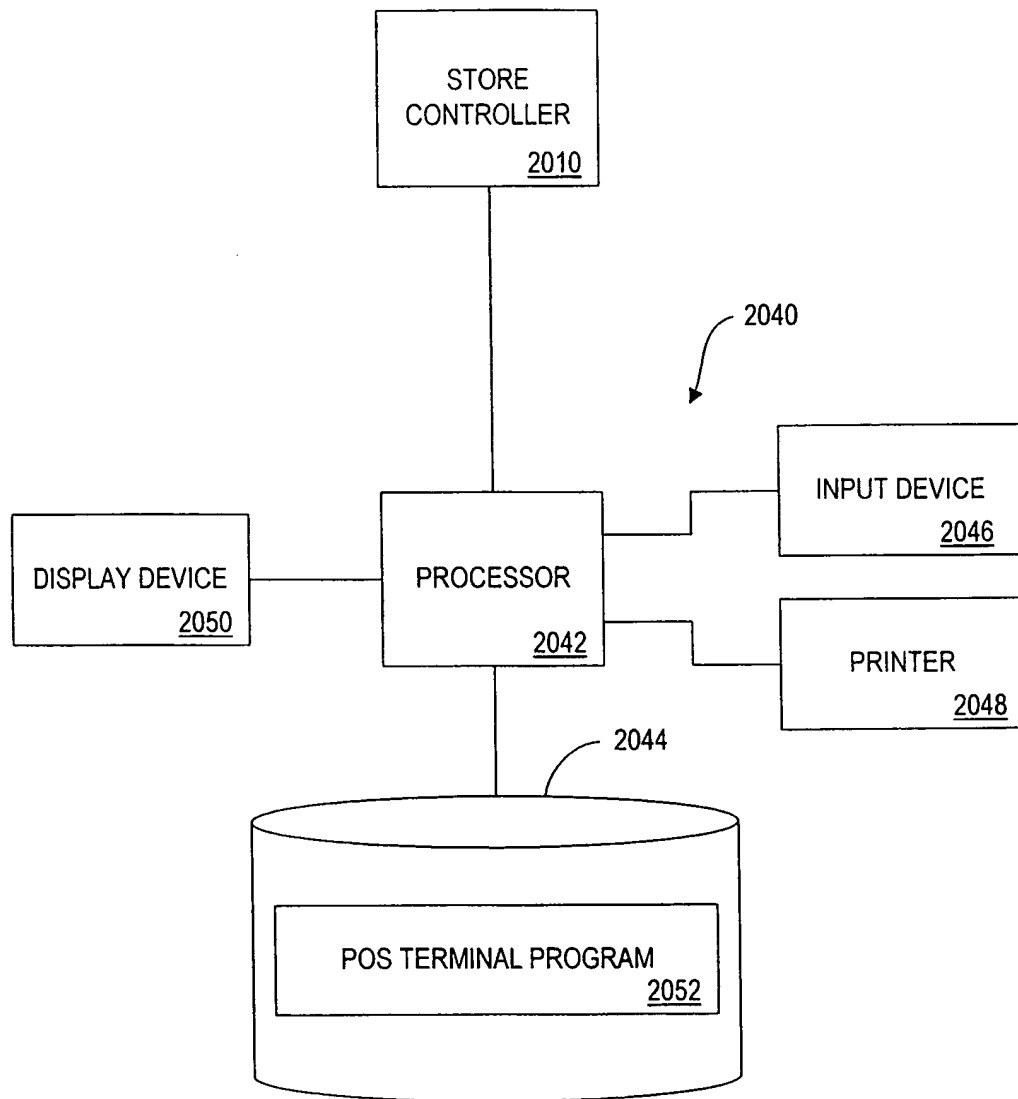 STORE
CONTROLLER
2010
2040
INPUT DEVICE
2046
DISPLAY DEVICE
2050
PROCESSOR
2042
PRINTER
2048
2044
POS TERMINAL PROGRAM
2052